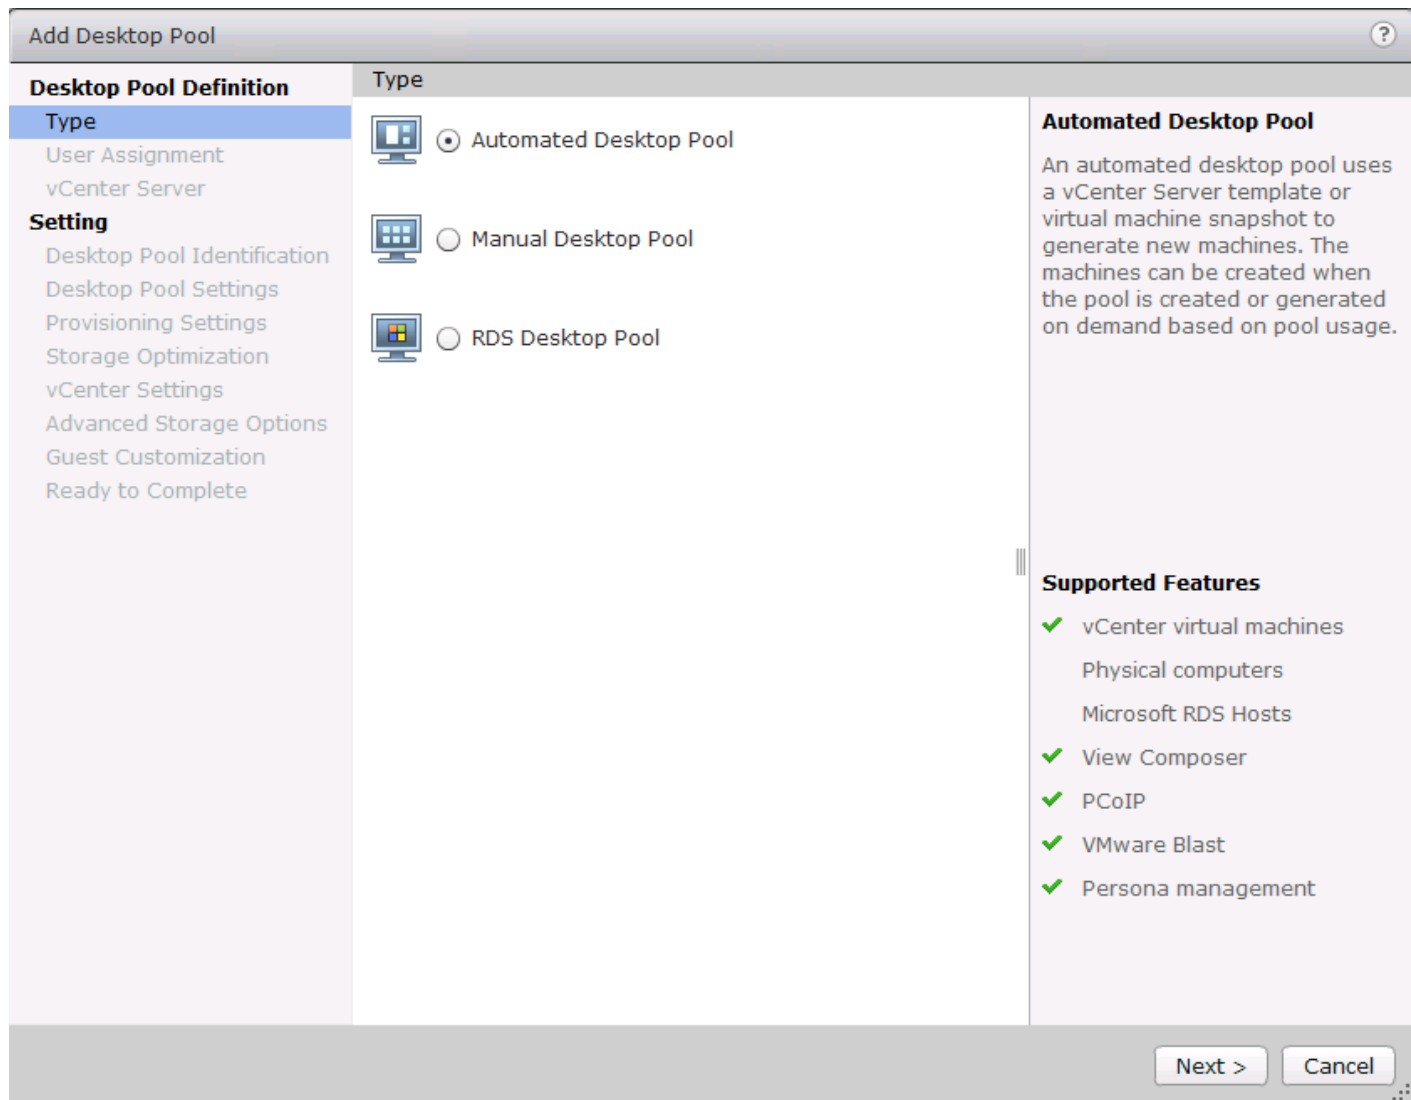 Add Desktop Pool
?
Desktop Pool Definition
Type
User Assignment
vCenter Server
Setting
Desktop Pool Identification
Desktop Pool Settings
Provisioning Settings
Storage Optimization
vCenter Settings
Advanced Storage Options
Guest Customization
Ready to Complete
Type
Automated Desktop Pool
Manual Desktop Pool
RDS Desktop Pool
Automated Desktop Pool
An automated desktop pool uses
a vCenter Server template or
virtual machine snapshot to
generate new machines. The
machines can be created when
the pool is created or generated
on demand based on pool usage.
Supported Features
vCenter virtual machines
Physical computers
Microsoft RDS Hosts
View Composer
PCoIP
VMware Blast
Persona management
Next >
Cancel